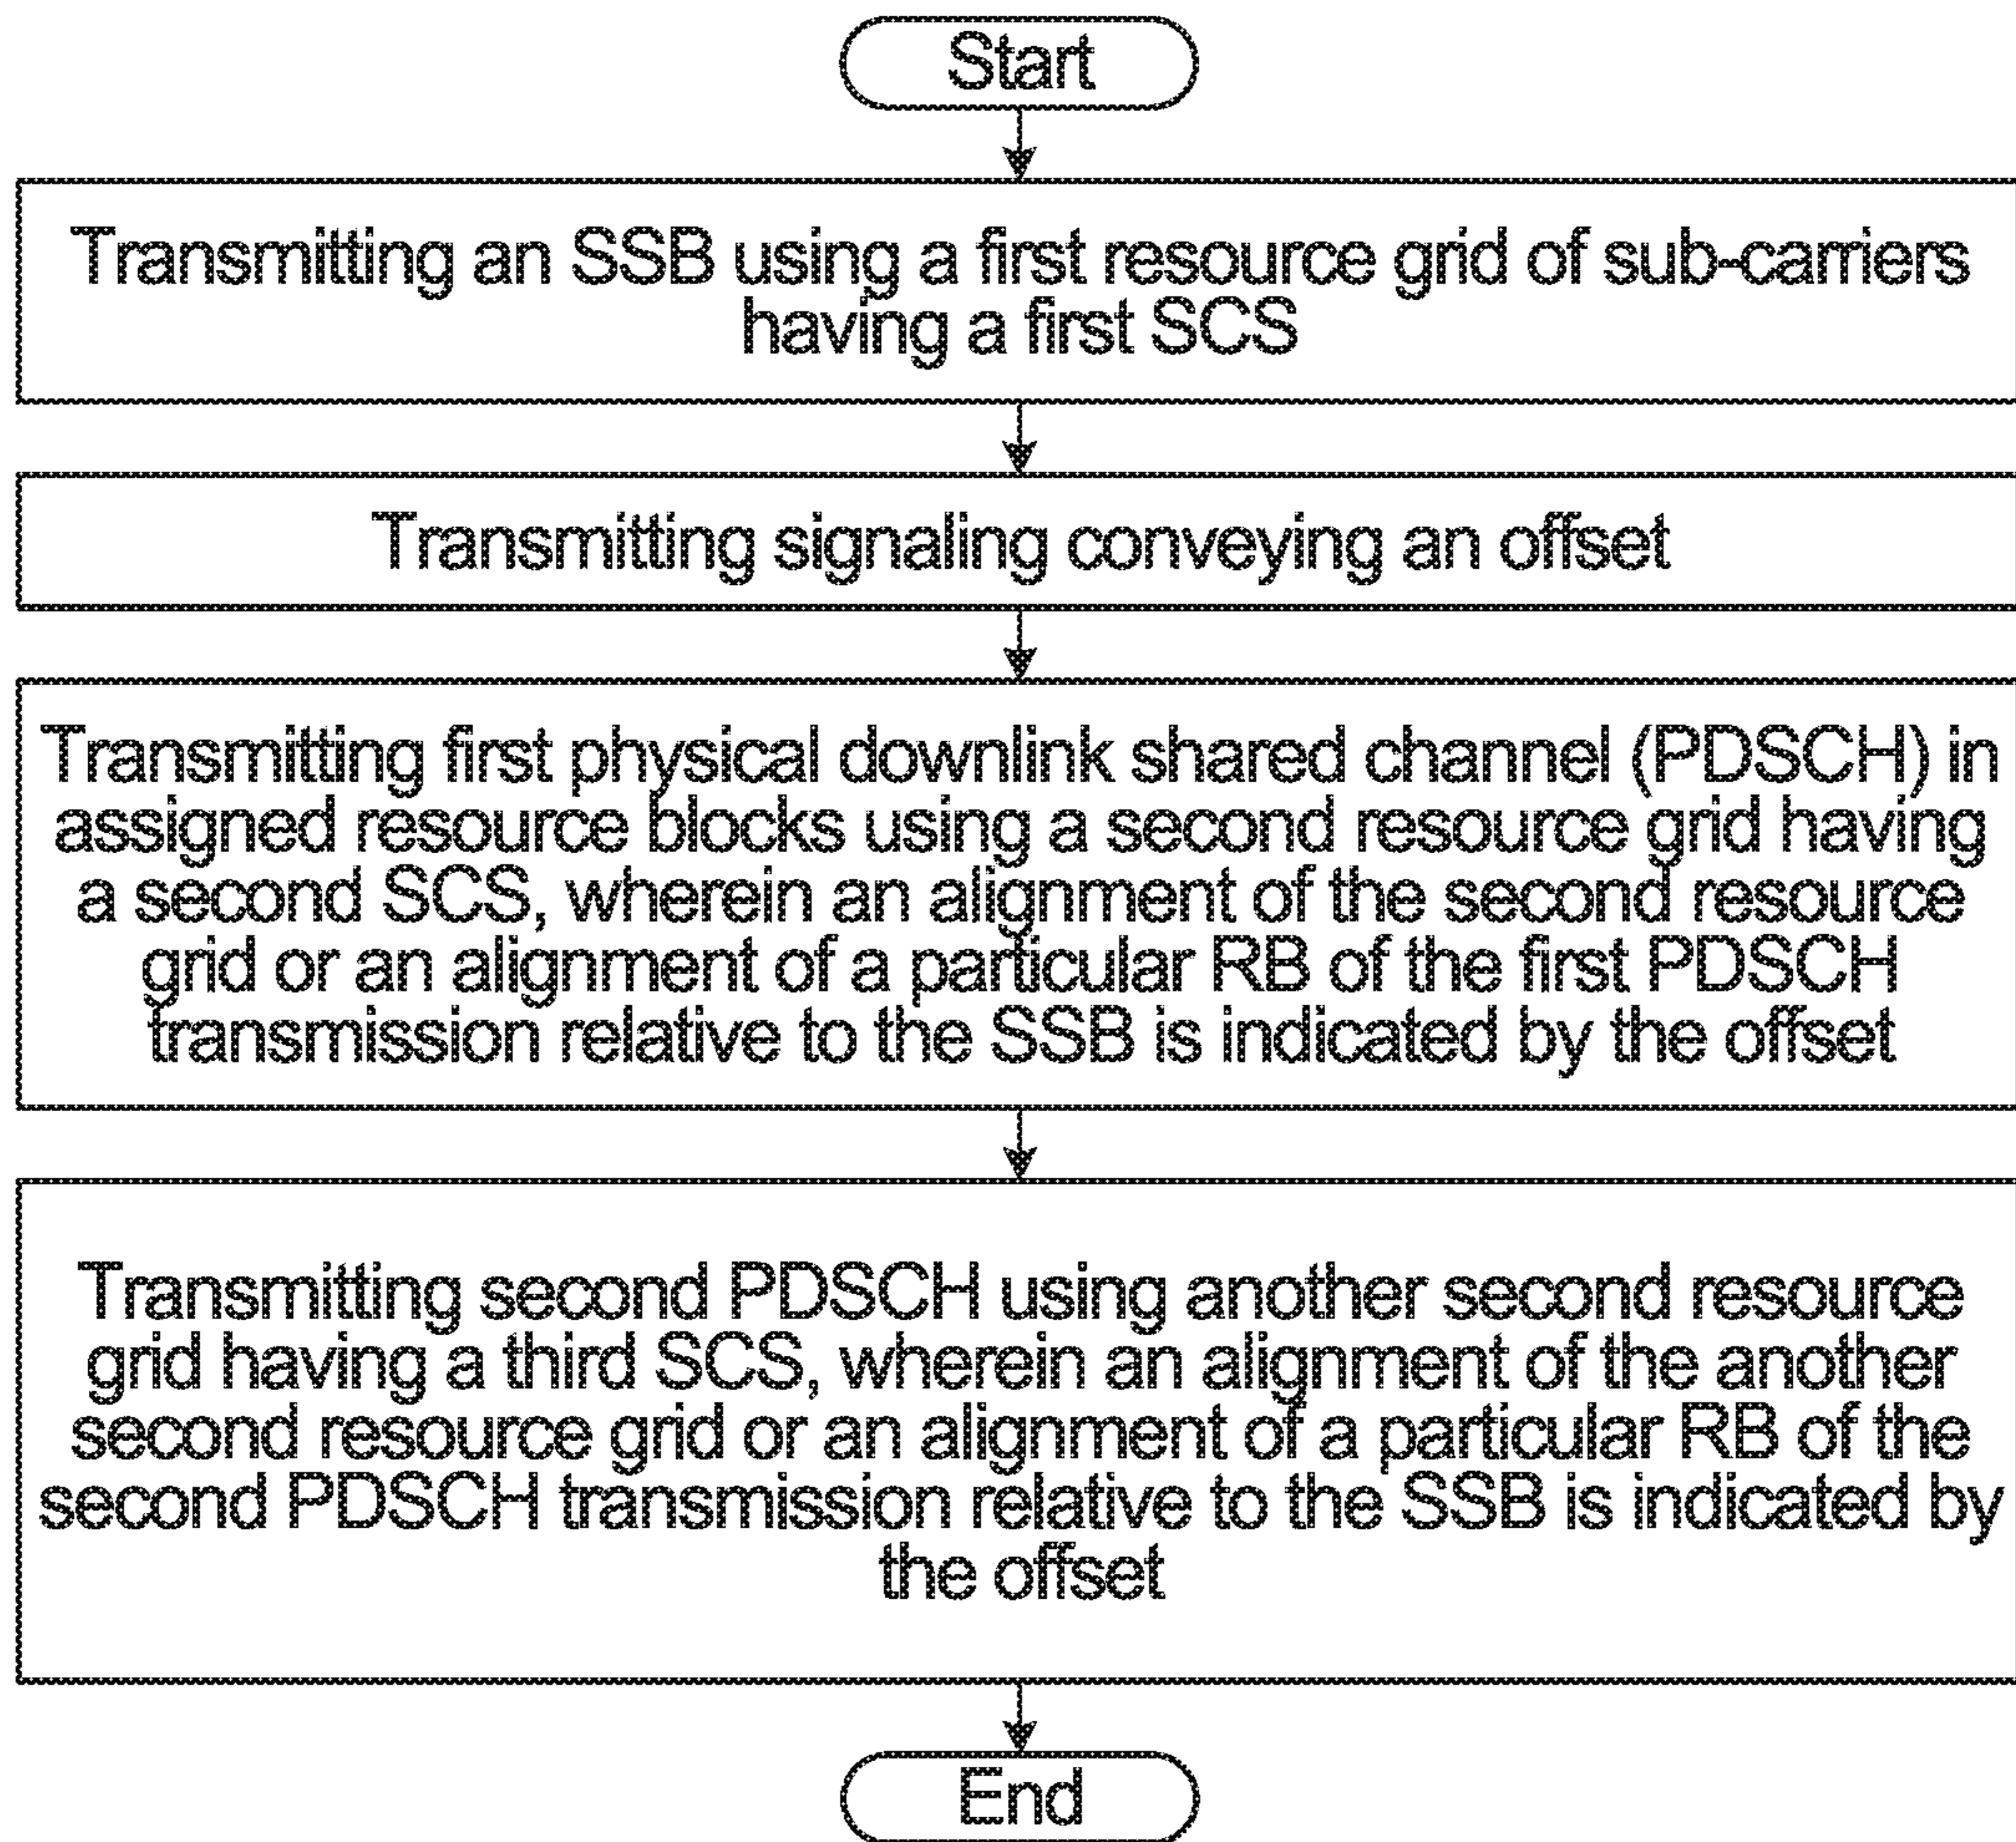 Start
Transmitting an SSB using a first resource grid of sub-carriers
having a first SCS
Transmitting signaling conveying an offset
Transmitting first physical downlink shared channel (PDSCH) in
assigned resource blocks using a second resource grid having
a second SCS, wherein an alignment of the second resource
grid or an alignment of a particular RB of the first PDSCH
transmission relative to the SSB is indicated by the offset
Transmitting second PDSCH using another second resource
grid having a third SCS, wherein an alignment of the another
second resource grid or an alignment of a particular RB of the
second PDSCH transmission relative to the SSB is indicated by
the offset
End